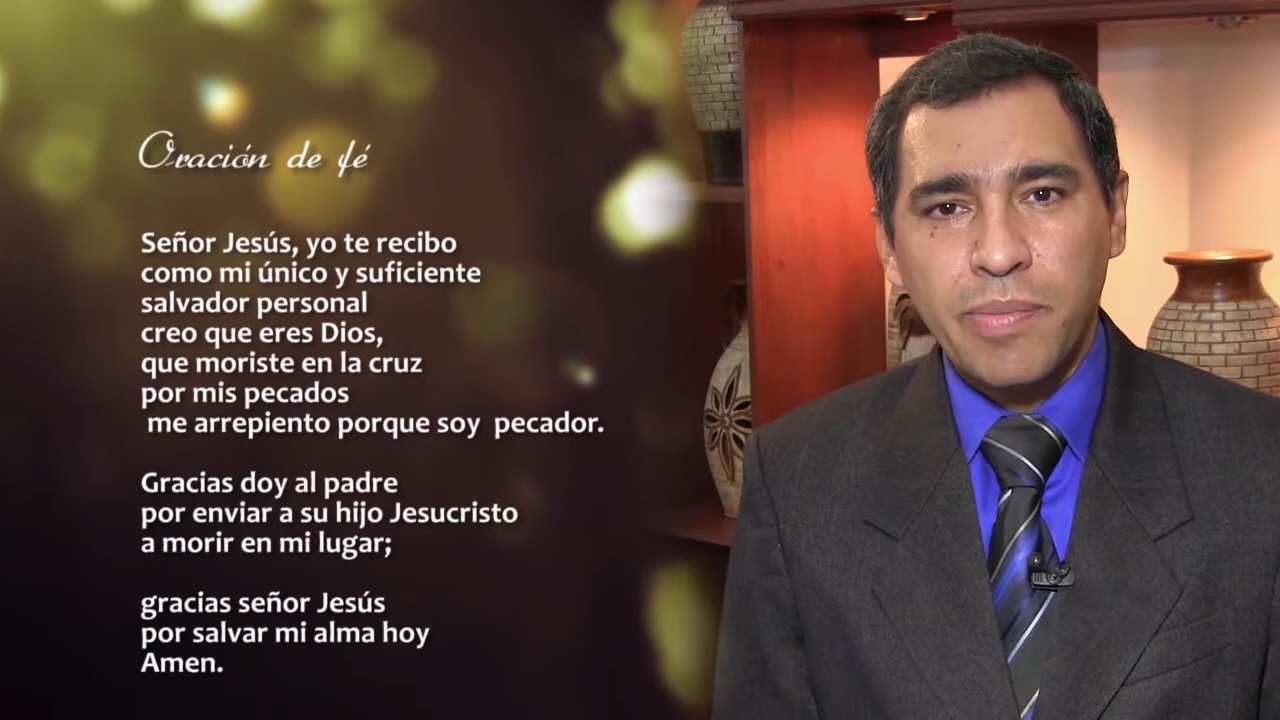 Oración de fé
Señor Jesús, yo te recibo
como mi único y suficiente
salvador personal
creo que eres Dios,
que moriste en la cruz
por mis pecados
me arrepiento porque soy pecador.
Gracias doy al padre
por enviar a su hijo Jesucristo
a morir en mi lugar;
gracias señor Jesús
por salvar mi alma hoy
Amen.